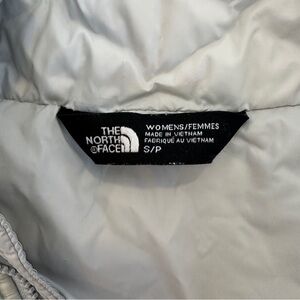 THE
NORTH
FACE
WOMENS/FEMMES
MADE IN VIETNAM
FABRIQUÉ AU VIETNAM
S/P